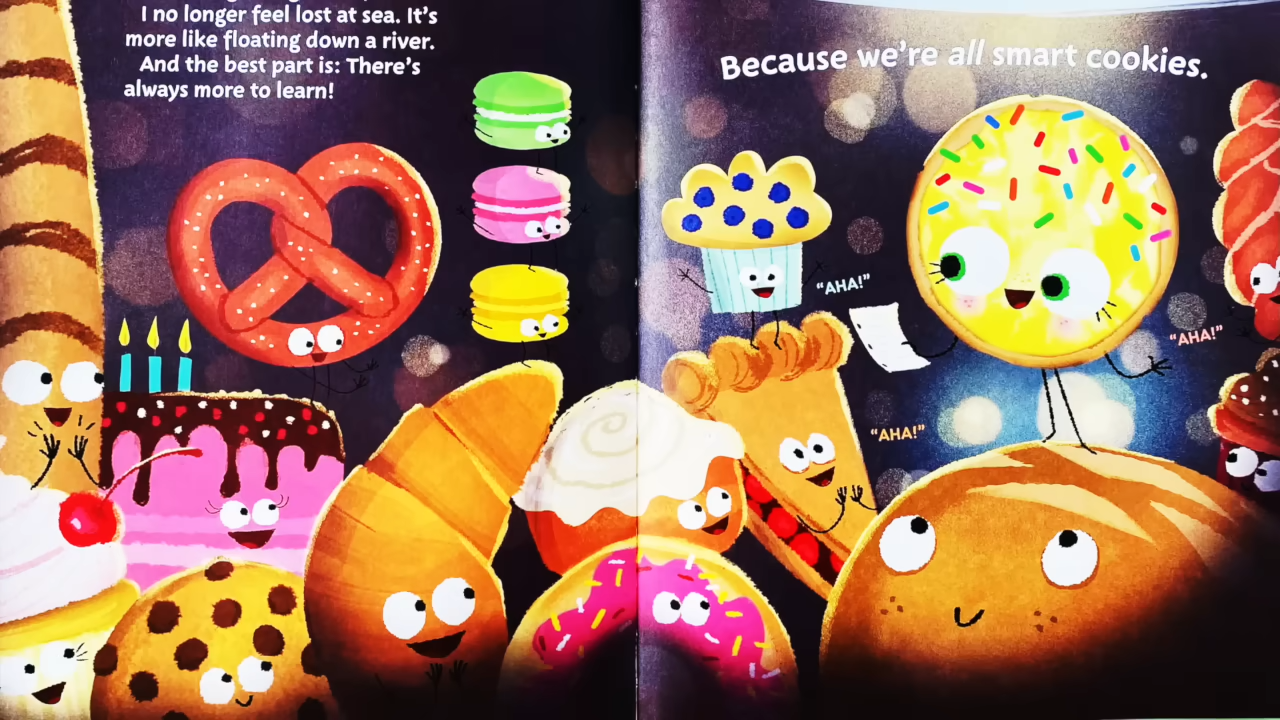 I no longer feel lost at sea. It's
more like floating down a river.
And the best part is: There's
always more to learn!
Because we're all smart cookies.
"AHA!"
"AHA!"
"AHA!"